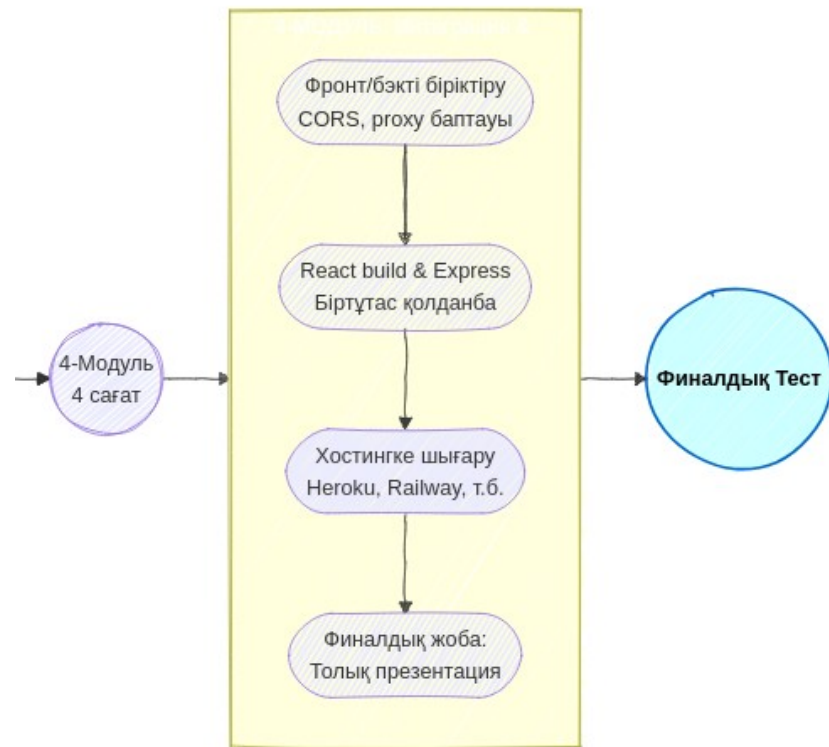 4-Модуль
4 сағат
Фронт/бэкті біріктіру
CORS, proxy баптауы
React build & Express
Біртұтас қолданба
Хостингке шығару
Heroku, Railway, т.б.
Финалдық жоба:
Толық презентация
Финалдық Тест